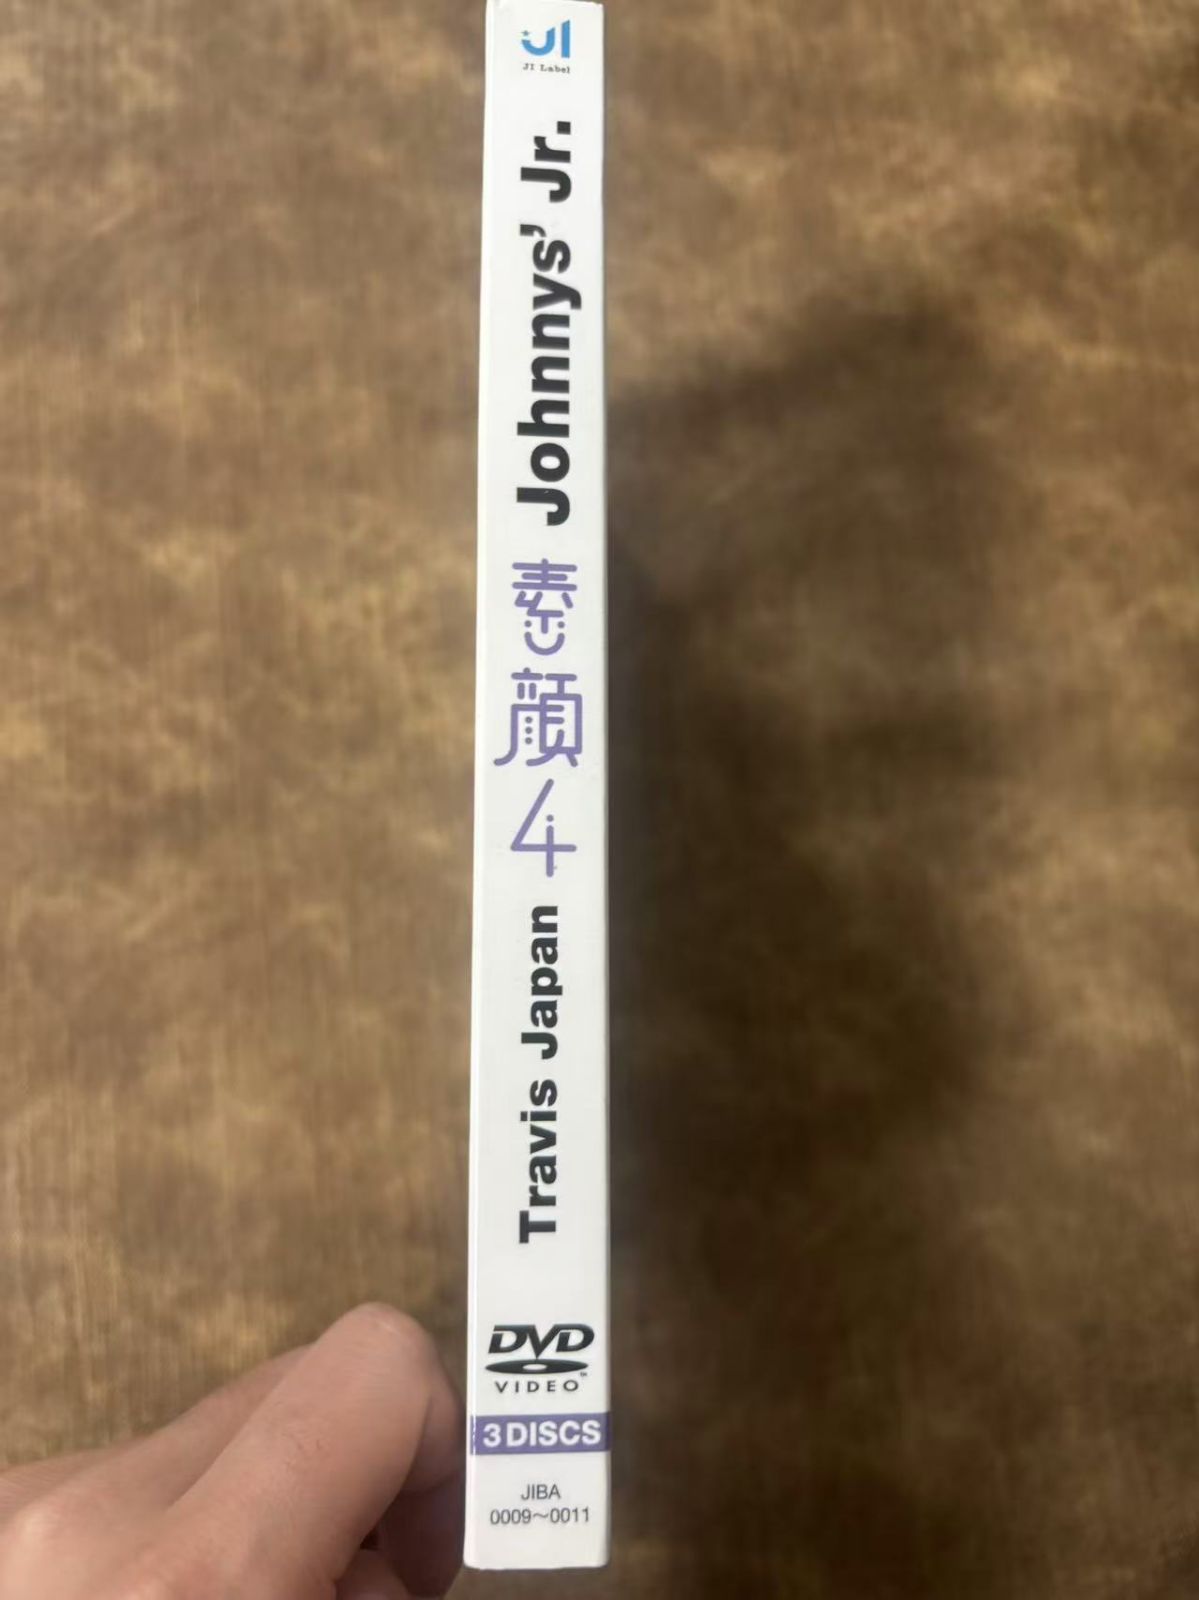 JI
JI Label
Johnnys' Jr.
素顔4
Travis Japan
DVD
VIDEO
3 DISCS
JIBA
0009～0011